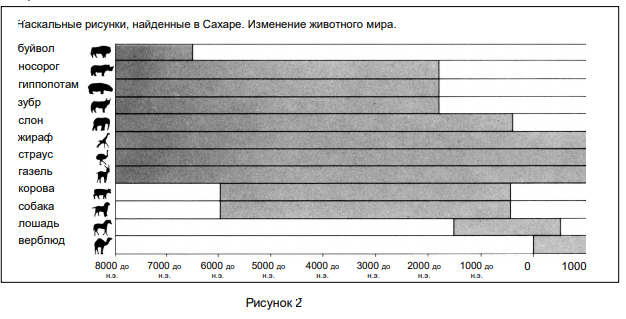 Наскальные рисунки, найденные в Сахаре. Изменение животного мира.
буйвол
носорог
гиппопотам
зубр
слон
жираф
страус
газель
корова
собака
лошадь
верблюд
8000 до н.э. 7000 до н.э. 6000 до н.э. 5000 до н.э. 4000 до н.э. 3000 до н.э. 2000 до н.э. 1000 до н.э. 0 1000
Рисунок 2